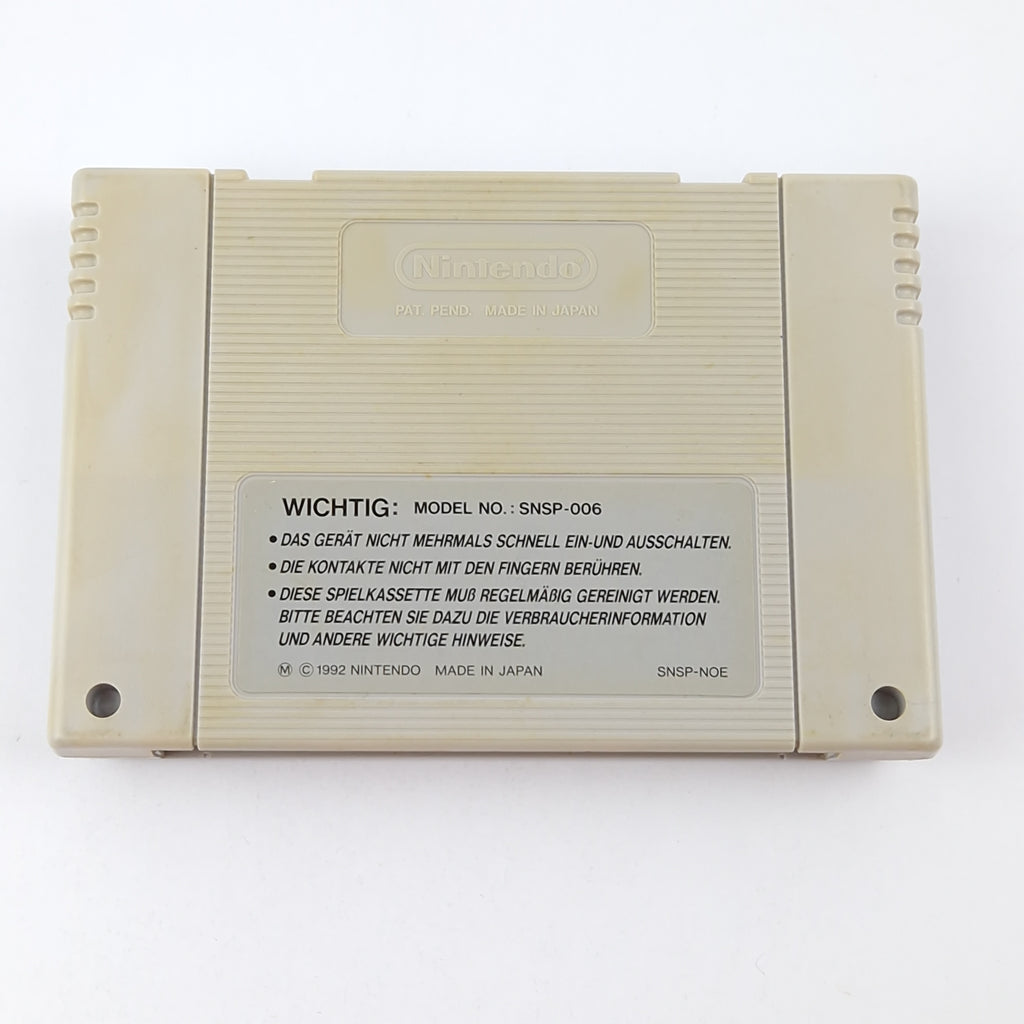 Nintendo
PAT. PEND. MADE IN JAPAN
WICHTIG: MODEL NO.: SNSP-006
• DAS GERÄT NICHT MEHRMALS SCHNELL EIN-UND AUSSCHALTEN.
• DIE KONTAKTE NICHT MIT DEN FINGERN BERÜHREN.
• DIESE SPIELKASSETTE MUß REGELMÄßIG GEREINIGT WERDEN.
BITTE BEACHTEN SIE DAZU DIE VERBRAUCHERINFORMATION
UND ANDERE WICHTIGE HINWEISE.
Ⓜ © 1992 NINTENDO MADE IN JAPAN SNSP-NOE